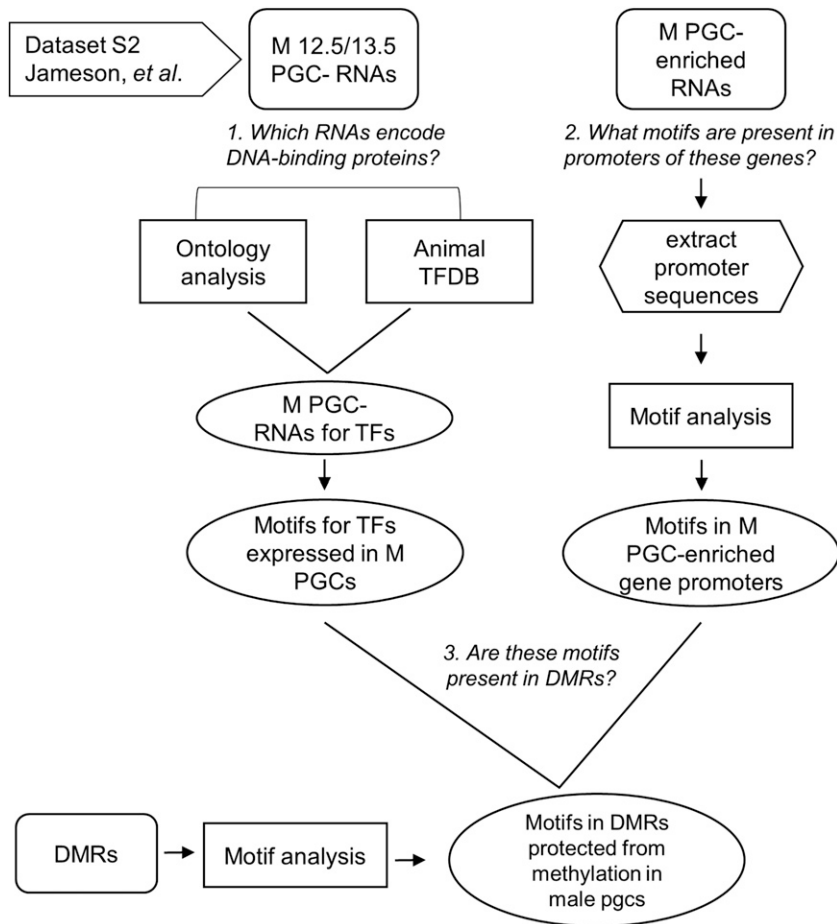 Dataset S2
Jameson, et al.
M 12.5/13.5
PGC- RNAs
M PGC-
enriched
RNAs
1. Which RNAs encode
DNA-binding proteins?
2. What motifs are present in
promoters of these genes?
Ontology
analysis
Animal
TFDB
extract
promoter
sequences
M PGC-
RNAs for TFs
Motif analysis
Motifs for TFs
expressed in M
PGCs
Motifs in M
PGC-enriched
gene promoters
3. Are these motifs
present in DMRs?
DMRs
Motif analysis
Motifs in DMRs
protected from
methylation in
male pgcs